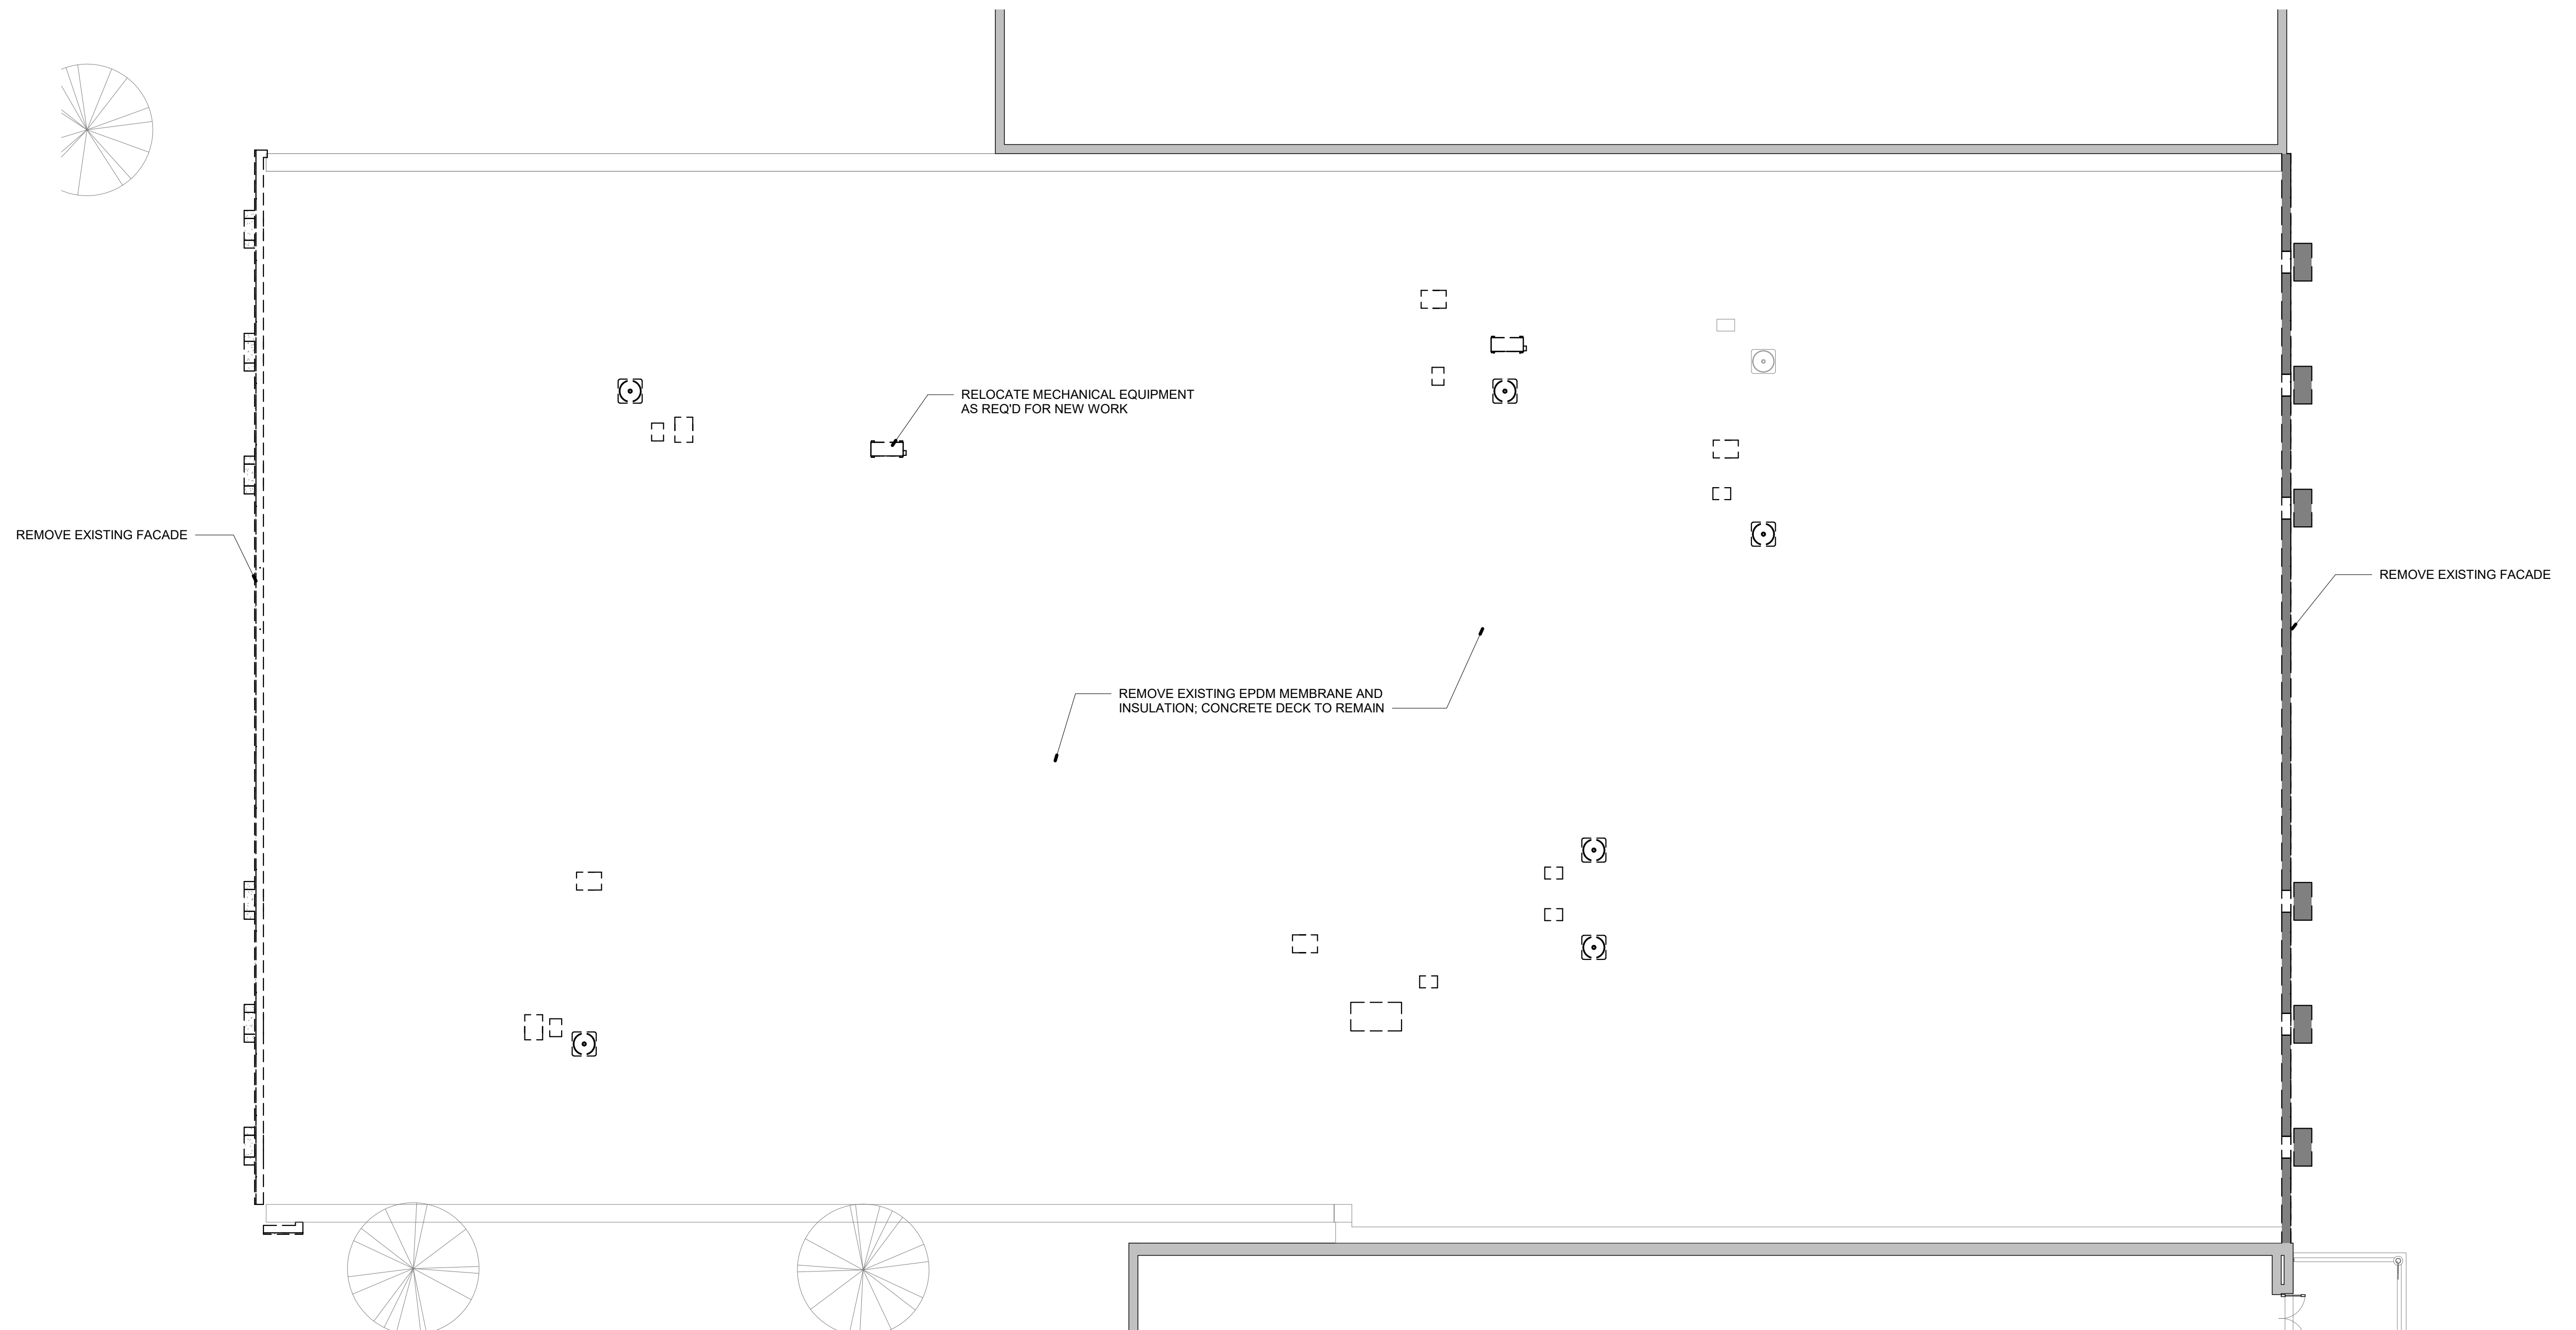 RELOCATE MECHANICAL EQUIPMENT
AS REQ'D FOR NEW WORK
REMOVE EXISTING FACADE
REMOVE EXISTING FACADE
REMOVE EXISTING EPDM MEMBRANE AND
INSULATION; CONCRETE DECK TO REMAIN